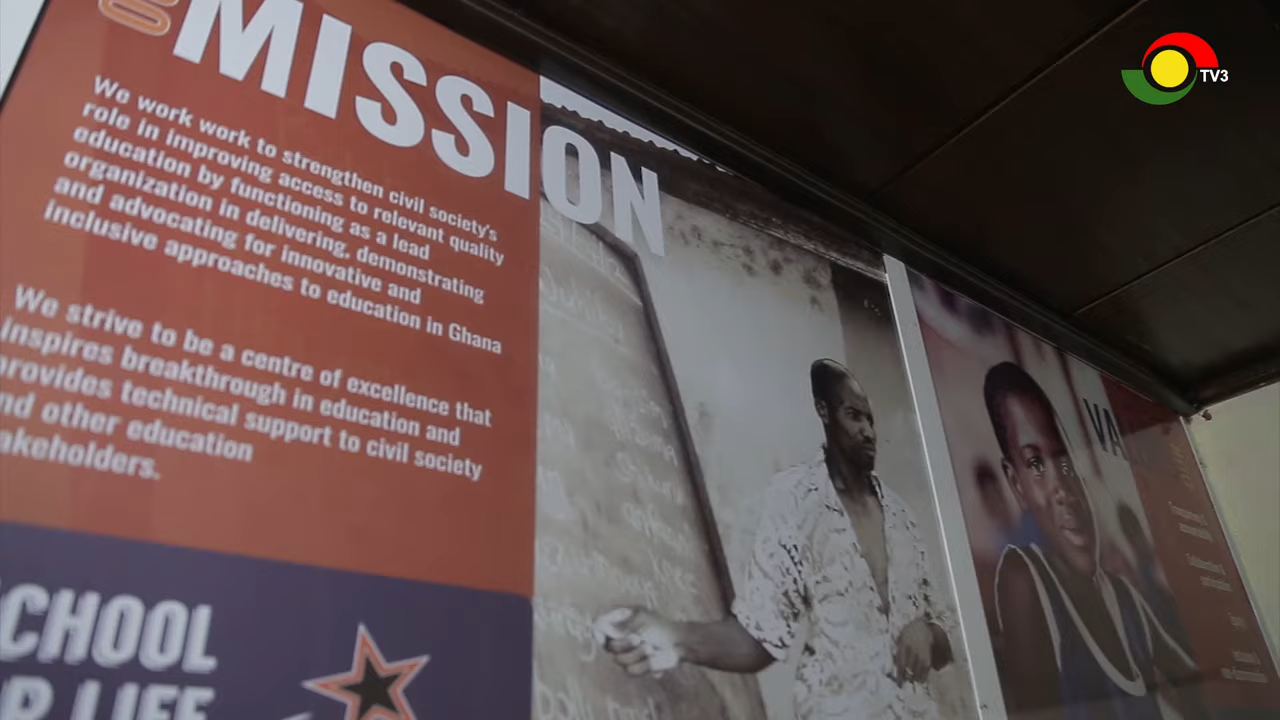 MISSION
We work work to strengthen civil society's
role in improving access to relevant quality
education by functioning as a lead
organization in delivering, demonstrating
and advocating for innovative and
inclusive approaches to education in Ghana
We strive to be a centre of excellence that
inspires breakthrough in education and
provides technical support to civil society
nd other education
akeholders.
CHOOL
R LIFE
VA
TV3